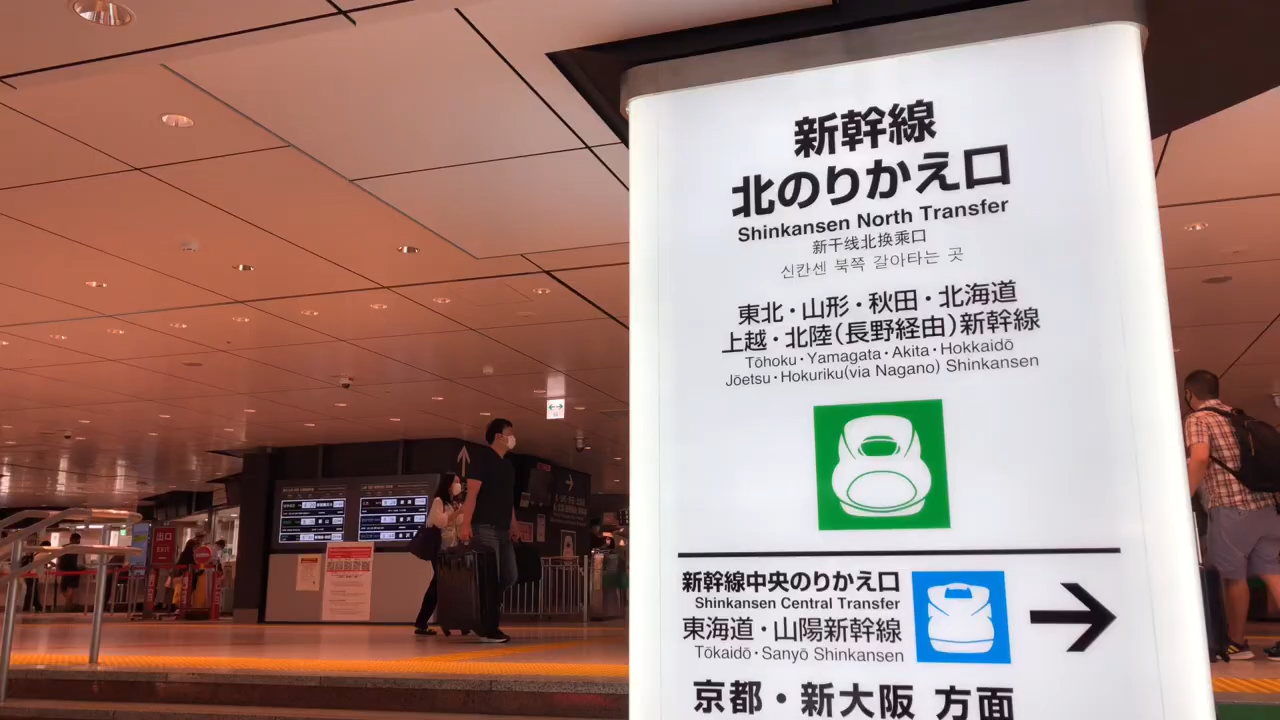 新幹線
北のりかえ口
Shinkansen North Transfer
新干线北换乘口
신칸센 북쪽 갈아타는 곳
東北・山形・秋田・北海道
上越・北陸(長野経由)新幹線
Tōhoku・Yamagata・Akita・Hokkaidō
Jōetsu・Hokuriku(via Nagano) Shinkansen
新幹線中央のりかえ口
Shinkansen Central Transfer
東海道・山陽新幹線
Tōkaidō・Sanyō Shinkansen
京都・新大阪 方面
出口
EXIT